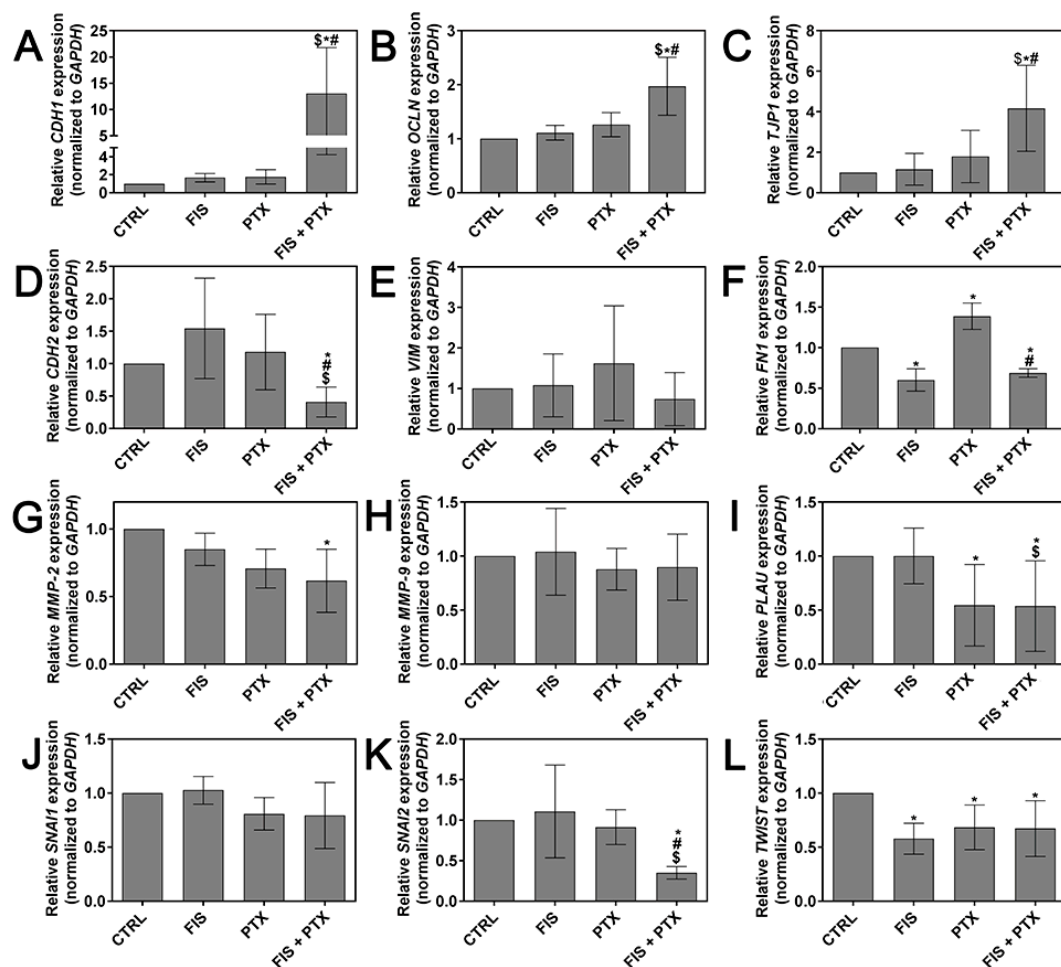 A
Relative CDH1 expression
(normalized to GAPDH)
25
20
15
10
5
4
2
0
$*#
CTRL
FIS
PTX
FIS + PTX
B
Relative OCLN expression
(normalized to GAPDH)
3
2
1
0
$*#
CTRL
FIS
PTX
FIS + PTX
C
Relative TJP1 expression
(normalized to GAPDH)
8
6
4
2
0
$*#
CTRL
FIS
PTX
FIS + PTX
D
Relative CDH2 expression
(normalized to GAPDH)
2.5
2.0
1.5
1.0
0.5
0.0
*
#
$
CTRL
FIS
PTX
FIS + PTX
E
Relative VIM expression
(normalized to GAPDH)
4
3
2
1
0
CTRL
FIS
PTX
FIS + PTX
F
Relative FN1 expression
(normalized to GAPDH)
2.0
1.5
1.0
0.5
0.0
*
*
*
#
CTRL
FIS
PTX
FIS + PTX
G
Relative MMP-2 expression
(normalized to GAPDH)
1.0
0.5
0.0
*
CTRL
FIS
PTX
FIS + PTX
H
Relative MMP-9 expression
(normalized to GAPDH)
1.5
1.0
0.5
0.0
CTRL
FIS
PTX
FIS + PTX
I
Relative PLAU expression
(normalized to GAPDH)
1.5
1.0
0.5
0.0
*
*
$
CTRL
FIS
PTX
FIS + PTX
J
Relative SNAI1 expression
(normalized to GAPDH)
1.5
1.0
0.5
0.0
CTRL
FIS
PTX
FIS + PTX
K
Relative SNAI2 expression
(normalized to GAPDH)
2.0
1.5
1.0
0.5
0.0
*
#
$
CTRL
FIS
PTX
FIS + PTX
L
Relative TWIST expression
(normalized to GAPDH)
1.5
1.0
0.5
0.0
*
*
*
CTRL
FIS
PTX
FIS + PTX